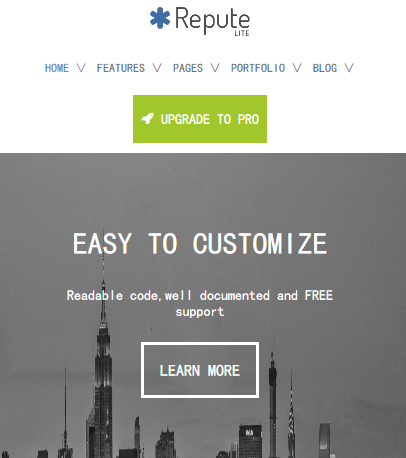 Repute
LITE
HOME FEATURES PAGES PORTFOLIO BLOG
UPGRADE TO PRO
EASY TO CUSTOMIZE
Readable code,well documented and FREE
support
LEARN MORE